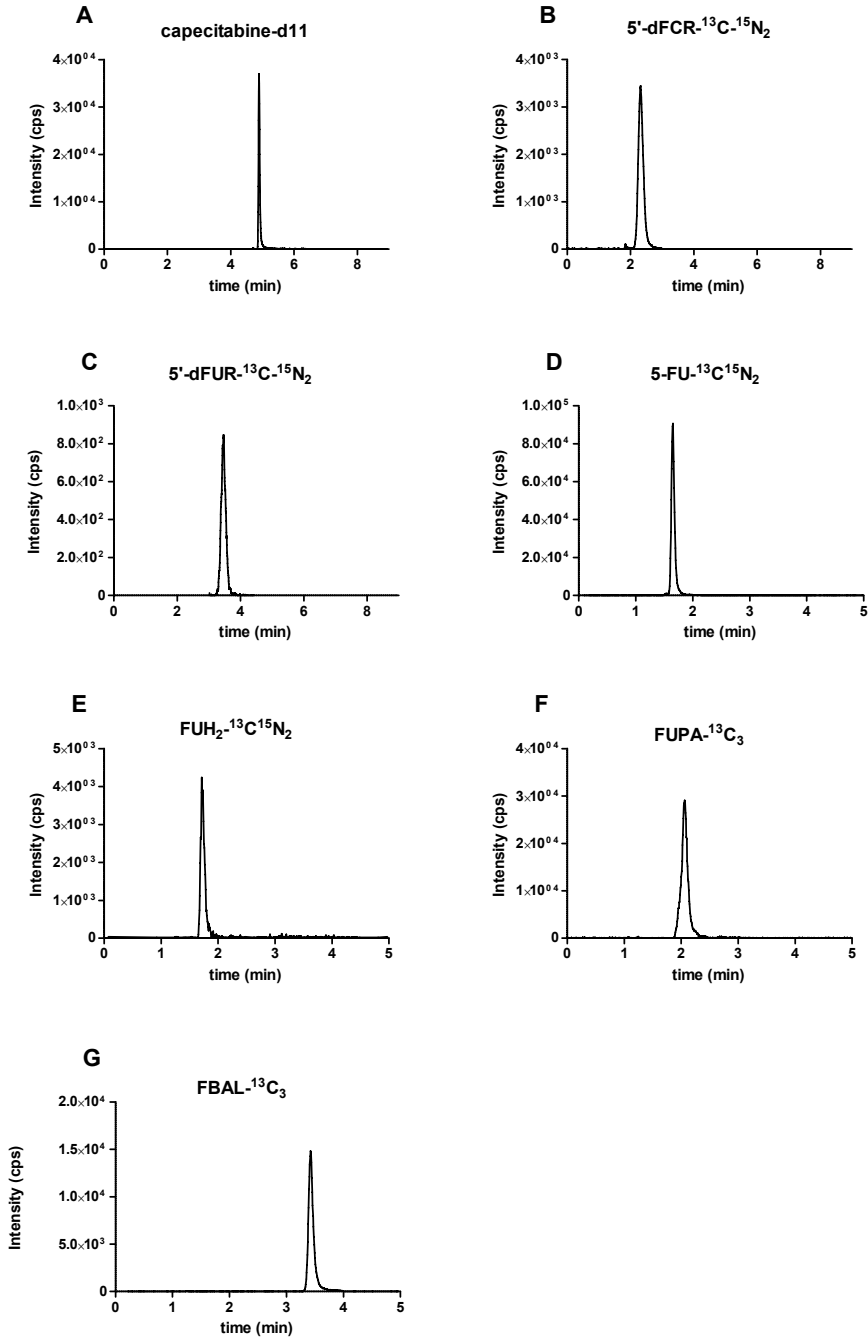 A
capecitabine-d11
Intensity (cps)
4×10⁰⁴
3×10⁰⁴
2×10⁰⁴
1×10⁰⁴
0
0 2 4 6 8
time (min)
B
5'-dFCR-¹³C-¹⁵N₂
Intensity (cps)
4×10⁰³
3×10⁰³
2×10⁰³
1×10⁰³
0
0 2 4 6 8
time (min)
C
5'-dFUR-¹³C-¹⁵N₂
Intensity (cps)
1.0×10³
8.0×10²
6.0×10²
4.0×10²
2.0×10²
0
0 2 4 6 8
time (min)
D
5-FU-¹³C¹⁵N₂
Intensity (cps)
1.0×10⁵
8.0×10⁴
6.0×10⁴
4.0×10⁴
2.0×10⁴
0
0 1 2 3 4 5
time (min)
E
FUH₂-¹³C¹⁵N₂
Intensity (cps)
5×10⁰³
4×10⁰³
3×10⁰³
2×10⁰³
1×10⁰³
0
0 1 2 3 4 5
time (min)
F
FUPA-¹³C₃
Intensity (cps)
4×10⁰⁴
3×10⁰⁴
2×10⁰⁴
1×10⁰⁴
0
0 1 2 3 4 5
time (min)
G
FBAL-¹³C₃
Intensity (cps)
2.0×10⁴
1.5×10⁴
1.0×10⁴
5.0×10³
0
0 1 2 3 4 5
time (min)